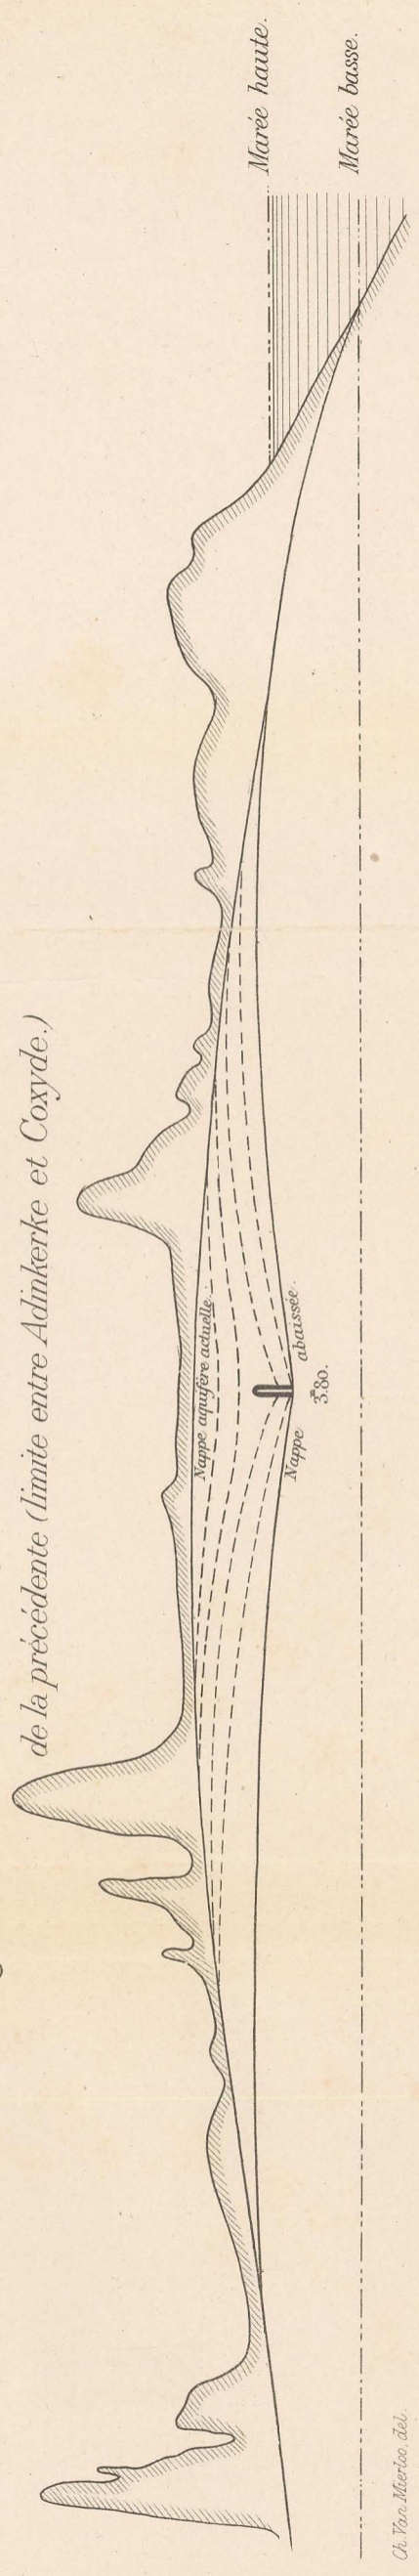 de la précédente (limite entre Adinkerke et Coxyde.)
Marée haute.
Marée basse.
Nappe aquifère actuelle.
Nappe abaissée.
3.ᵐ80.
Ch. Van Mierloo, del.